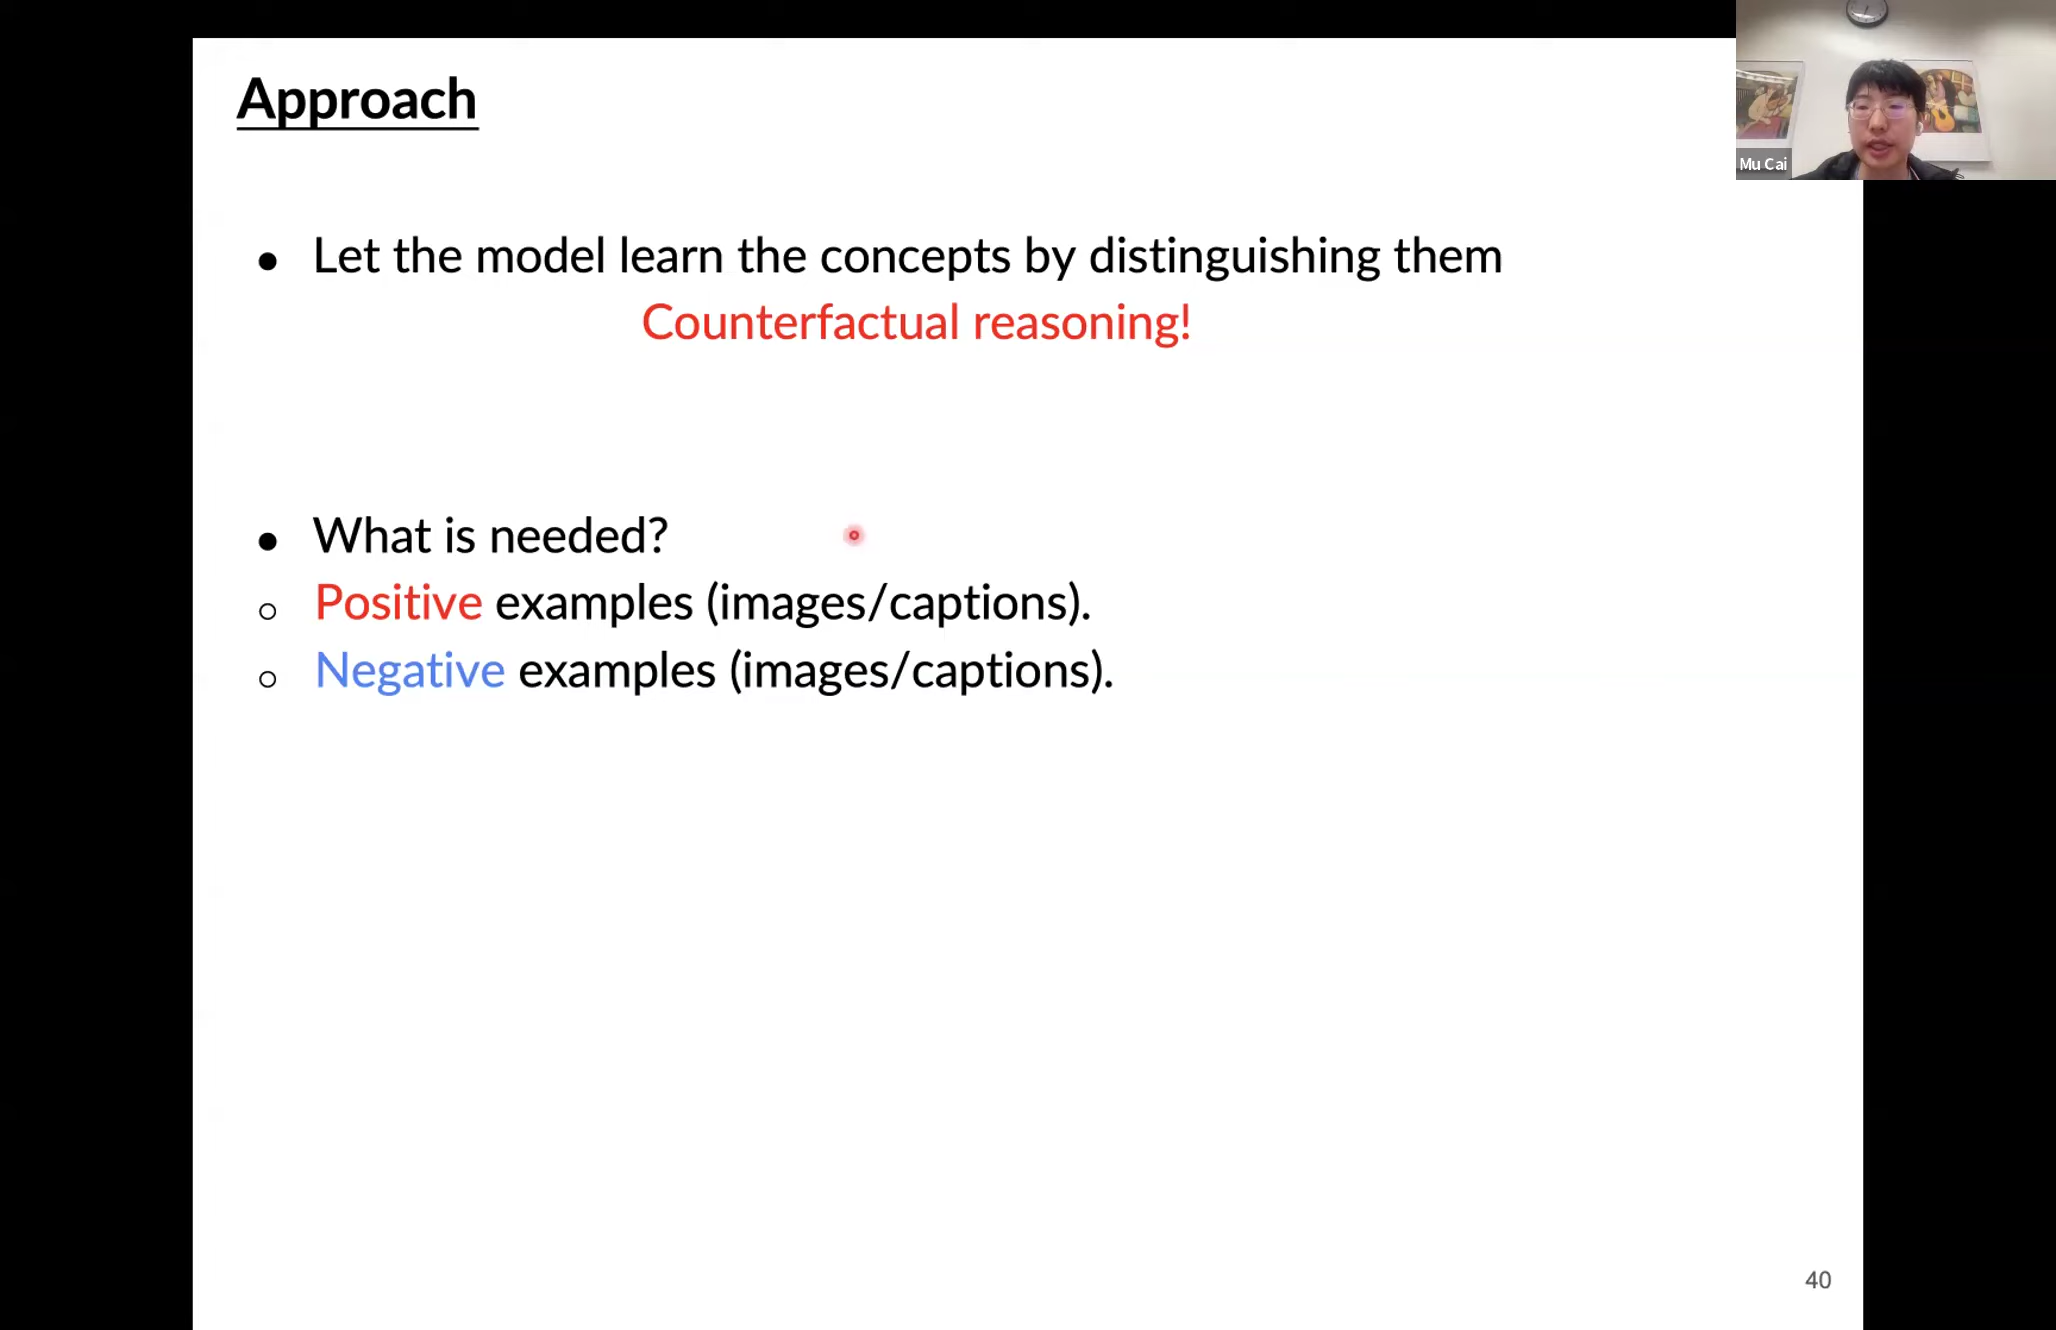 Approach
Mu Cai
● Let the model learn the concepts by distinguishing them
Counterfactual reasoning!
● What is needed?
○ Positive examples (images/captions).
○ Negative examples (images/captions).
40